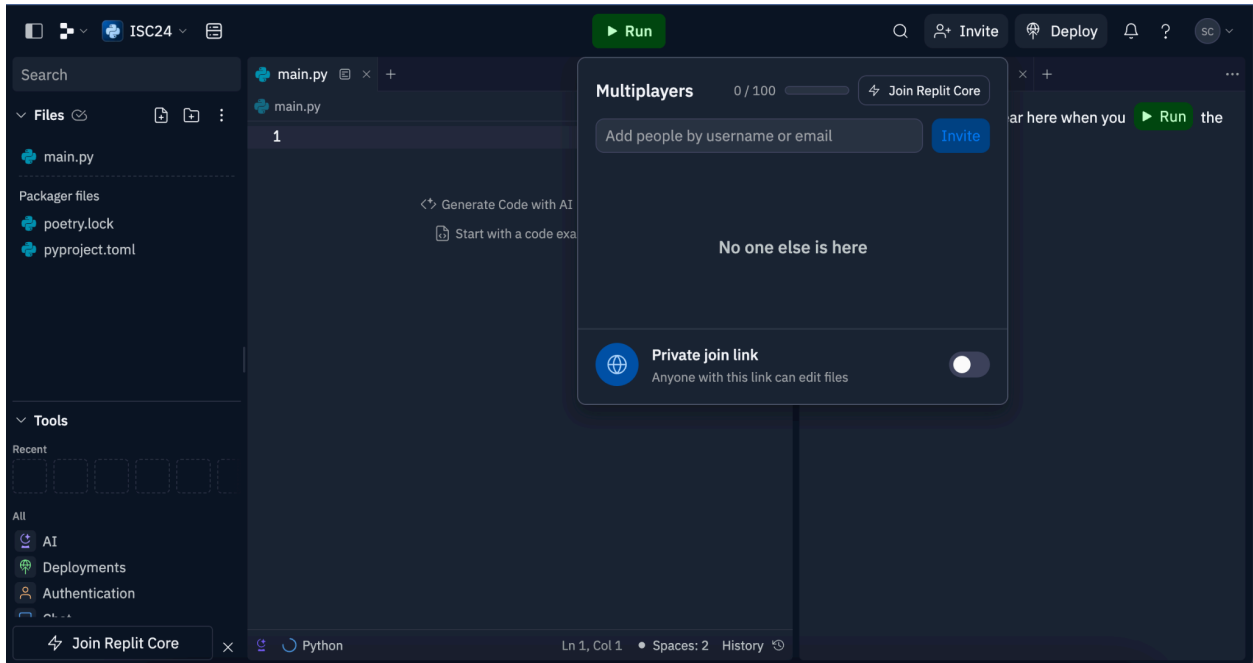 ISC24
Run
Invite
Deploy
SC
Search
Files
main.py
Packager files
poetry.lock
pyproject.toml
Tools
Recent
All
AI
Deployments
Authentication
Join Replit Core
main.py
main.py
1
Generate Code with AI
Start with a code exa
Python
Ln 1, Col 1
Spaces: 2
History
Multiplayers
0 / 100
Join Replit Core
Add people by username or email
Invite
No one else is here
Private join link
Anyone with this link can edit files
ar here when you Run the